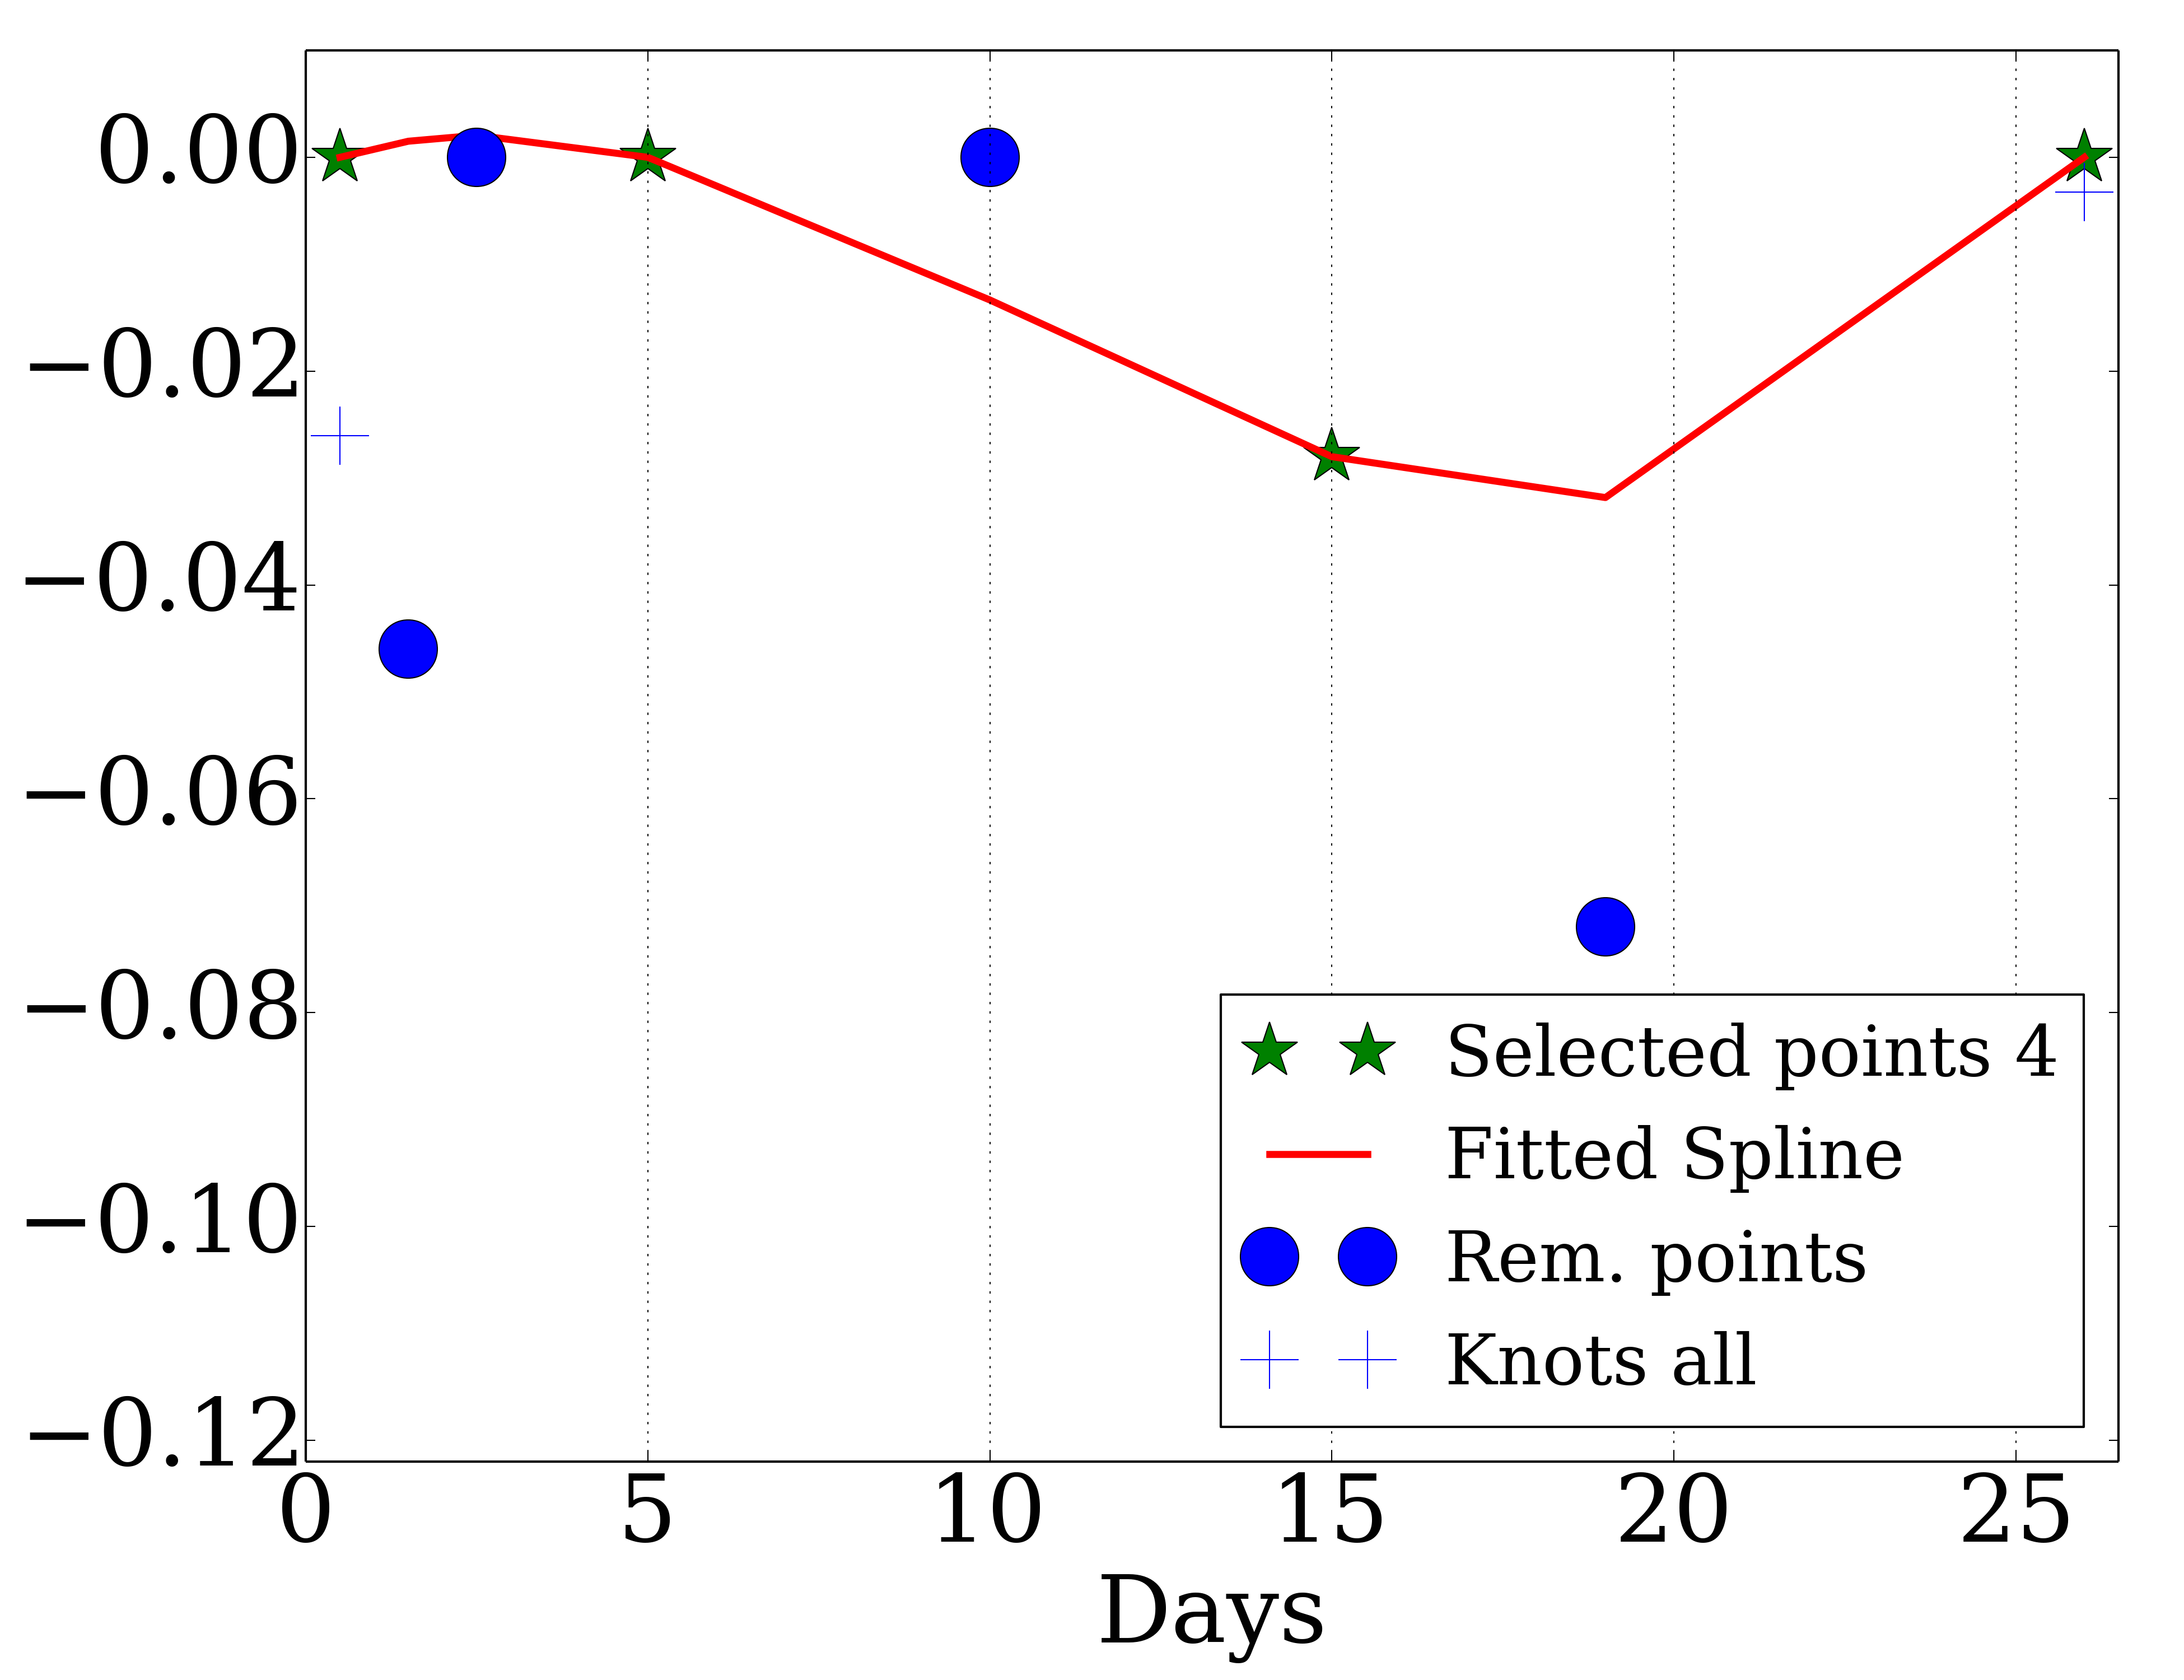 0.00
−0.02
−0.04
−0.06
−0.08
−0.10
−0.12
Selected points 4
Fitted Spline
Rem. points
Knots all
0 5 10 15 20 25
Days